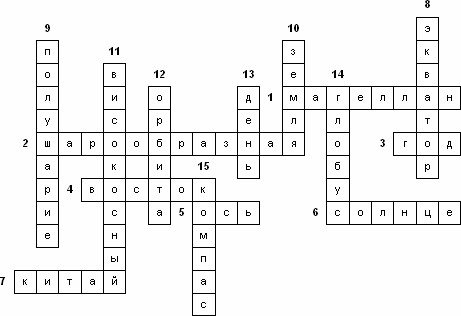 1 магеллан
2 шарообразная
3 год
4 восток
5 ось
6 солнце
7 китай
8 экватор
9 полушарие
10 земля
11 високосный
12 орбита
13 день
14 глобус
15 компас